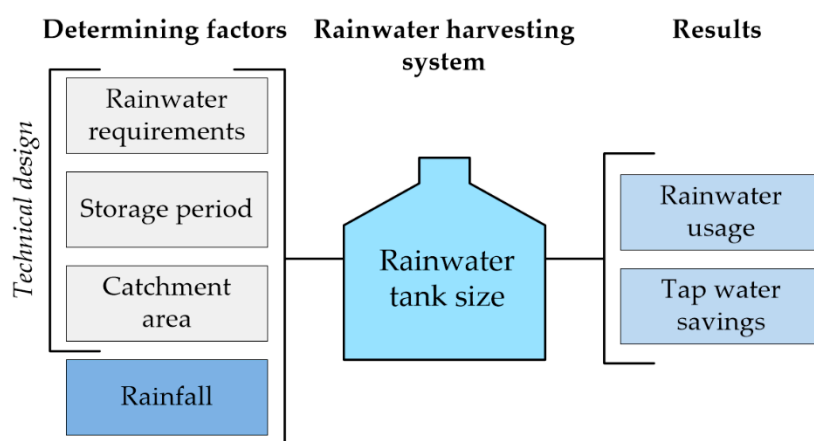 Determining factors
Rainwater harvesting
system
Results
Technical design
Rainwater
requirements
Storage period
Catchment
area
Rainfall
Rainwater
tank size
Rainwater
usage
Tap water
savings